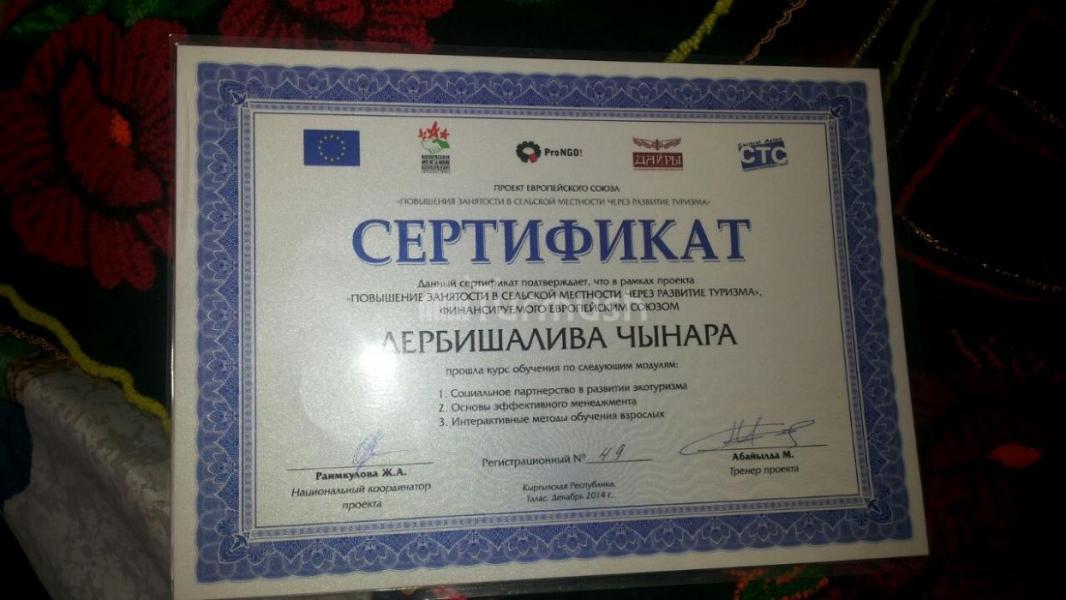 ProNGO!
ДАЙРЫ
СТС
ПРОЕКТ ЕВРОПЕЙСКОГО СОЮЗА
«ПОВЫШЕНИЯ ЗАНЯТОСТИ В СЕЛЬСКОЙ МЕСТНОСТИ ЧЕРЕЗ РАЗВИТИЕ ТУРИЗМА»
СЕРТИФИКАТ
Данный сертификат подтверждает, что в рамках проекта
«ПОВЫШЕНИЕ ЗАНЯТОСТИ В СЕЛЬСКОЙ МЕСТНОСТИ ЧЕРЕЗ РАЗВИТИЕ ТУРИЗМА»,
ФИНАНСИРУЕМОГО ЕВРОПЕЙСКИМ СОЮЗОМ
ДЕРБИШАЛИВА ЧЫНАРА
прошла курс обучения по следующим модулям:
1. Социальное партнерство в развитии экотуризма
2. Основы эффективного менеджмента
3. Интерактивные методы обучения взрослых
Раимкулова Ж.А.
Национальный координатор
проекта
Регистрационный № 49
Абайылда М.
Тренер проекта
Кыргызская Республика,
Талас, Декабрь 2014 г.